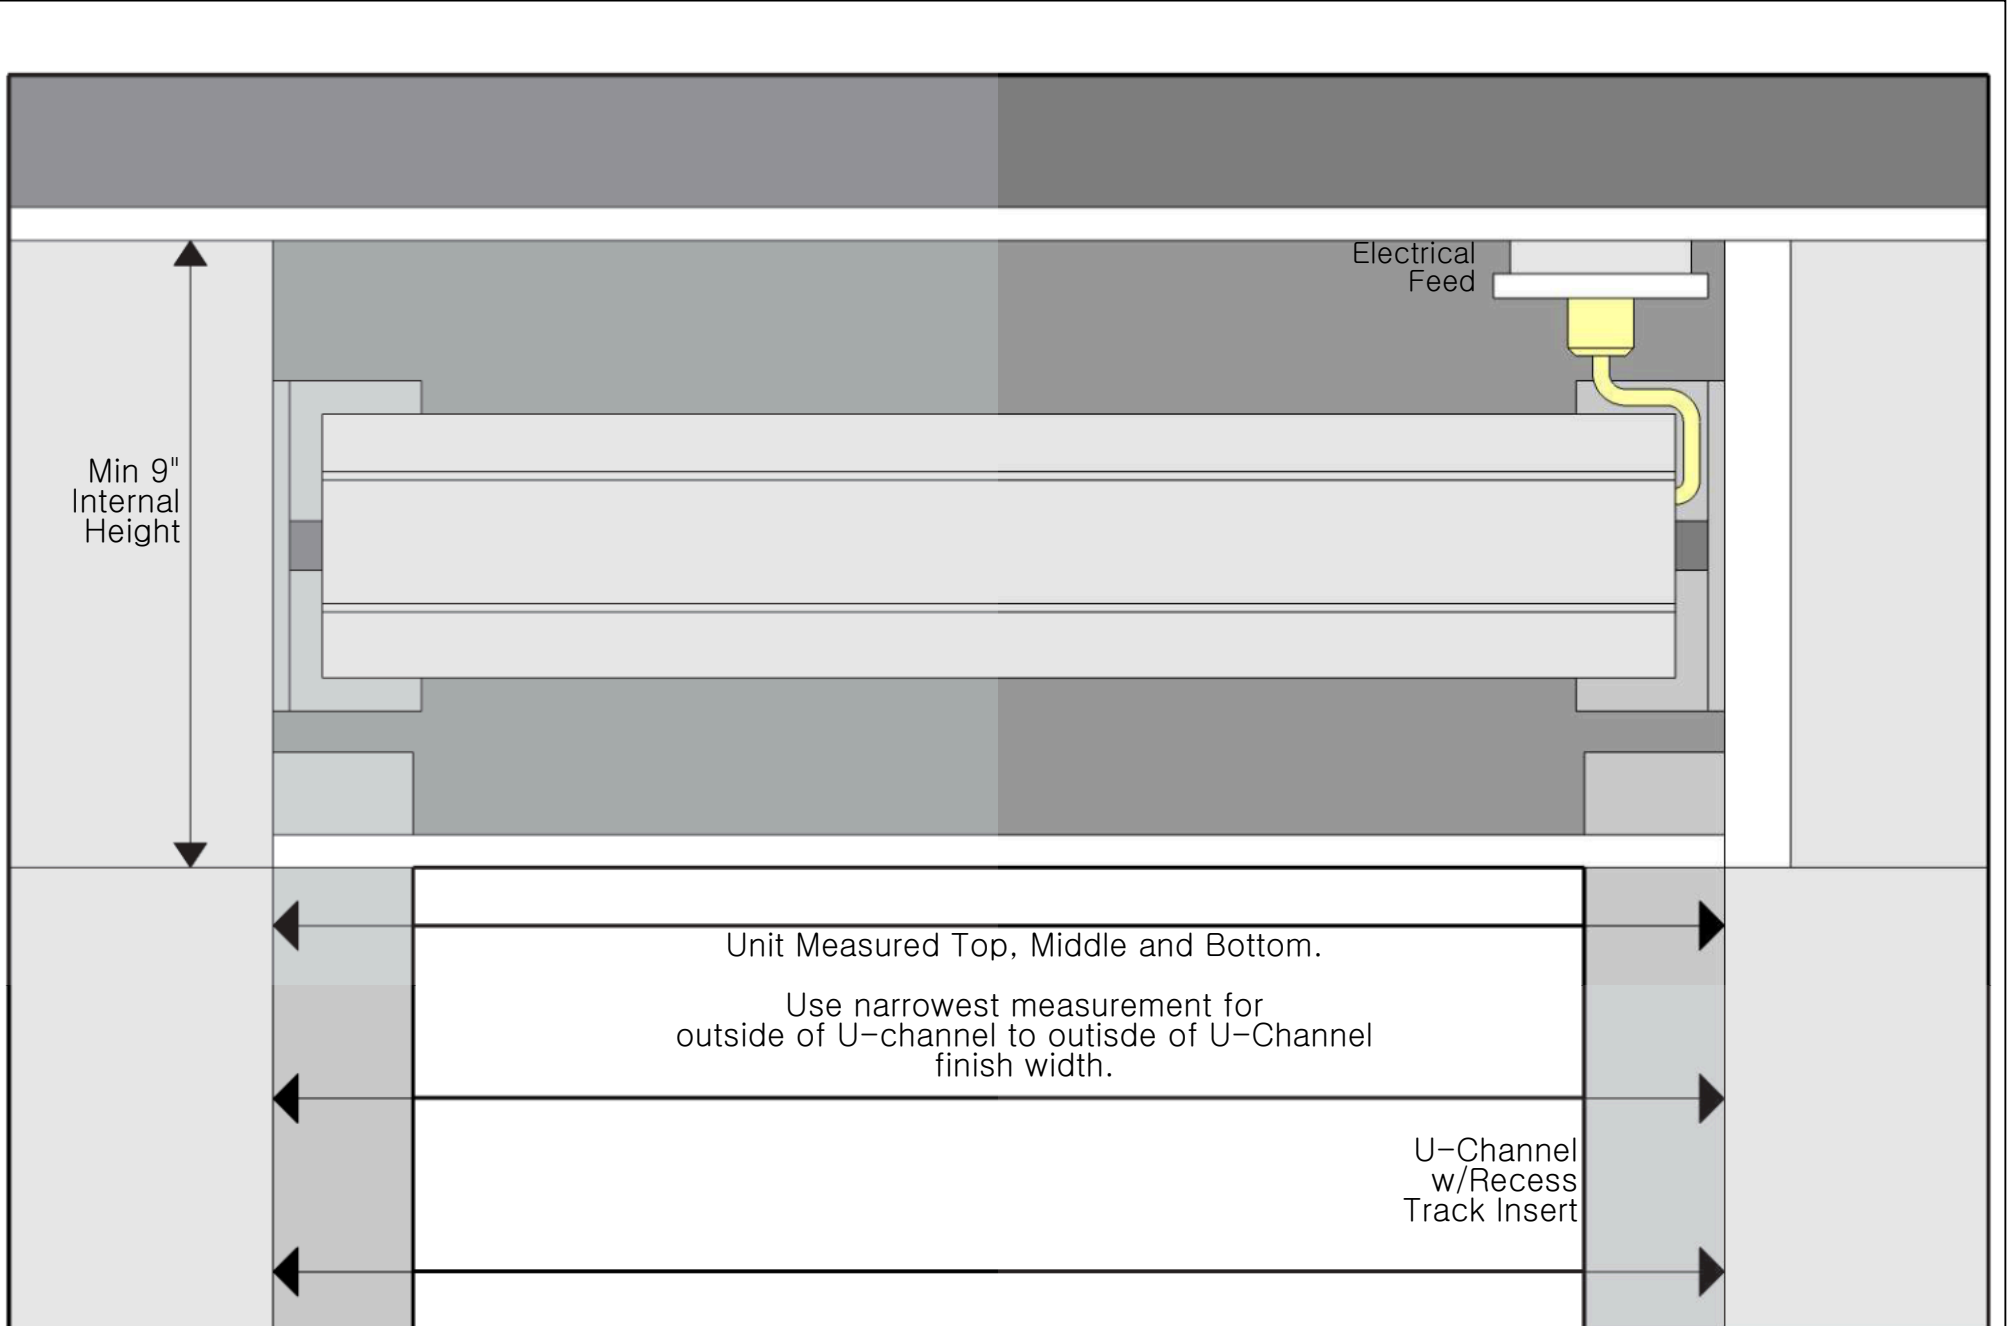 Electrical
Feed
Min 9"
Internal
Height
Unit Measured Top, Middle and Bottom.
Use narrowest measurement for
outside of U-channel to outisde of U-Channel
finish width.
U-Channel
w/Recess
Track Insert